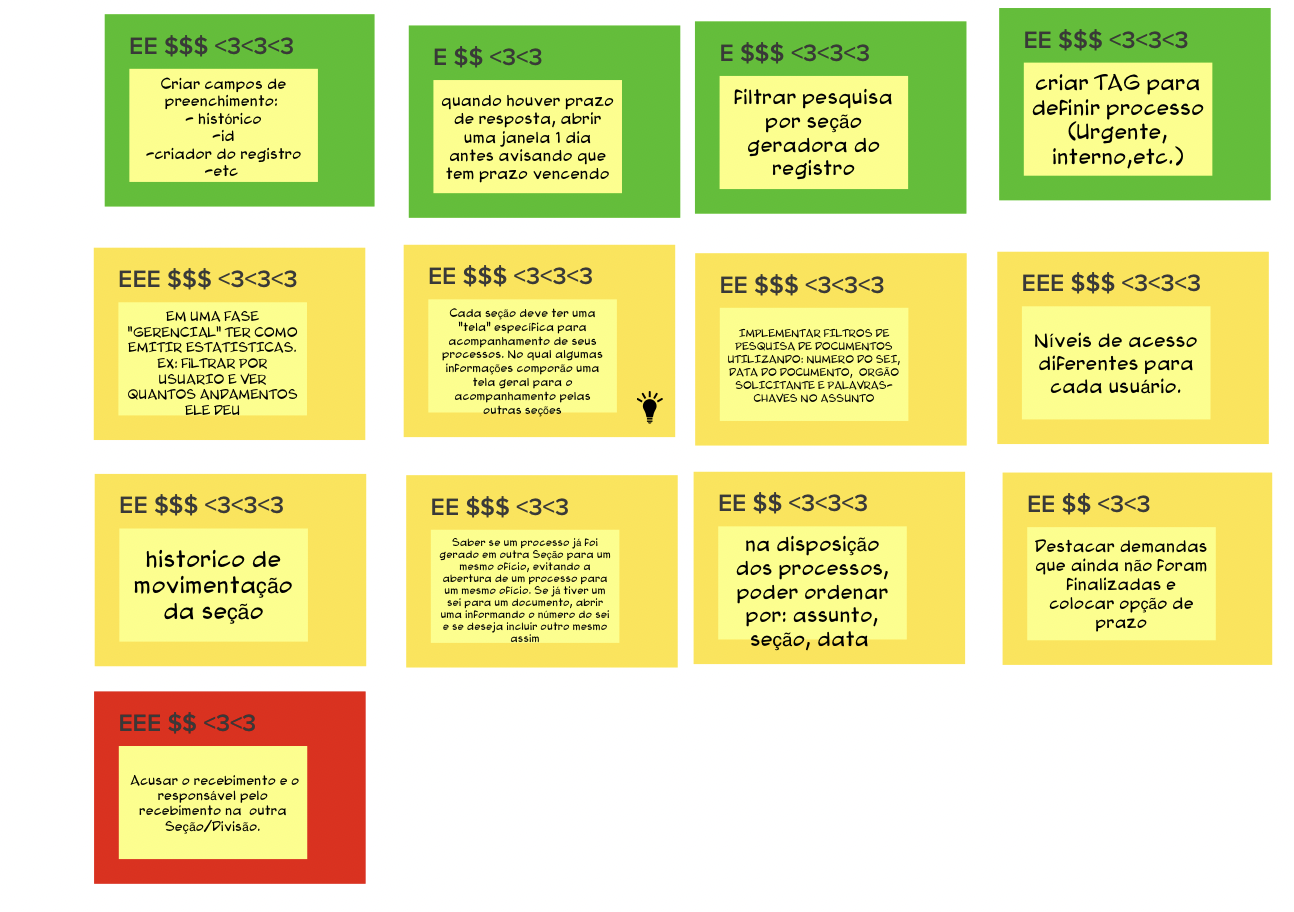 EE $$$ <3<3<3
Criar campos de
preenchimento:
- histórico
-id
-criador do registro
-etc
E $$ <3<3
quando houver prazo
de resposta, abrir
uma janela 1 dia
antes avisando que
tem prazo vencendo
E $$$ <3<3<3
Filtrar pesquisa
por seção
geradora do
registro
EE $$$ <3<3<3
criar TAG para
definir processo
(Urgente,
interno,etc.)
EEE $$$ <3<3<3
EM UMA FASE
"GERENCIAL" TER COMO
EMITIR ESTATISTICAS.
EX: FILTRAR POR
USUARIO E VER
QUANTOS ANDAMENTOS
ELE DEU
EE $$$ <3<3<3
Cada seção deve ter uma
"tela" específica para
acompanhamento de seus
processos. No qual algumas
informações comporão uma
tela geral para o
acompanhamento pelas
outras seções
EE $$$ <3<3<3
IMPLEMENTAR FILTROS DE
PESQUISA DE DOCUMENTOS
UTILIZANDO: NUMERO DO SEI,
DATA DO DOCUMENTO, ORGÃO
SOLICITANTE E PALAVRAS-
CHAVES NO ASSUNTO
EEE $$$ <3<3<3
Níveis de acesso
diferentes para
cada usuário.
EE $$$ <3<3<3
historico de
movimentação
da seção
EE $$$ <3<3
Saber se um processo já foi
gerado em outra Seção para um
mesmo ofício, evitando a
abertura de um processo para
um mesmo ofício. Se já tiver um
sei para um documento, abrir
uma informando o número do sei
e se deseja incluir outro mesmo
assim
EE $$ <3<3<3
na disposição
dos processos,
poder ordenar
por: assunto,
seção, data
EE $$ <3<3
Destacar demandas
que ainda não foram
finalizadas e
colocar opção de
prazo
EEE $$ <3<3
Acusar o recebimento e o
responsável pelo
recebimento na outra
Seção/Divisão.